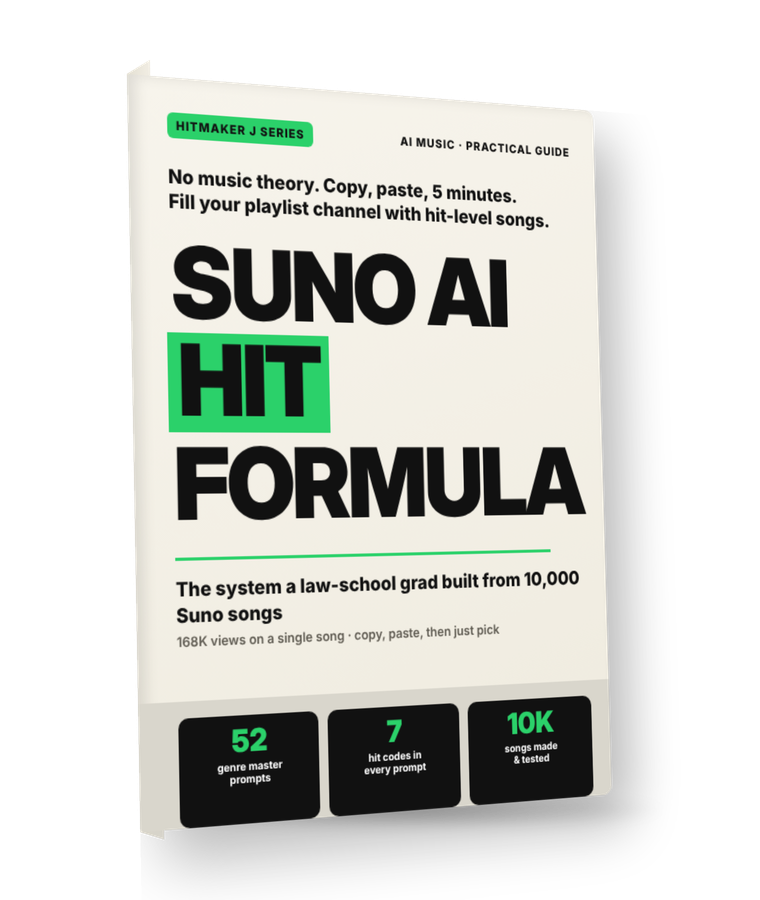 HITMAKER J SERIES
AI MUSIC · PRACTICAL GUIDE
No music theory. Copy, paste, 5 minutes.
Fill your playlist channel with hit-level songs.
SUNO AI
HIT
FORMULA
The system a law-school grad built from 10,000
Suno songs
168K views on a single song · copy, paste, then just pick
52
genre master
prompts
7
hit codes in
every prompt
10K
songs made
& tested